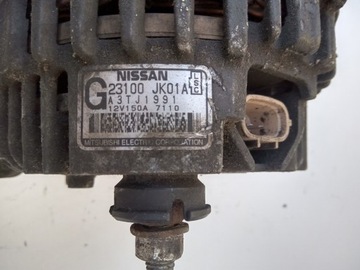 NISSAN
G 23100 JK01A
A3TJ1991
12V150A 7110
MITSUBISHI ELECTRIC CORPORATION